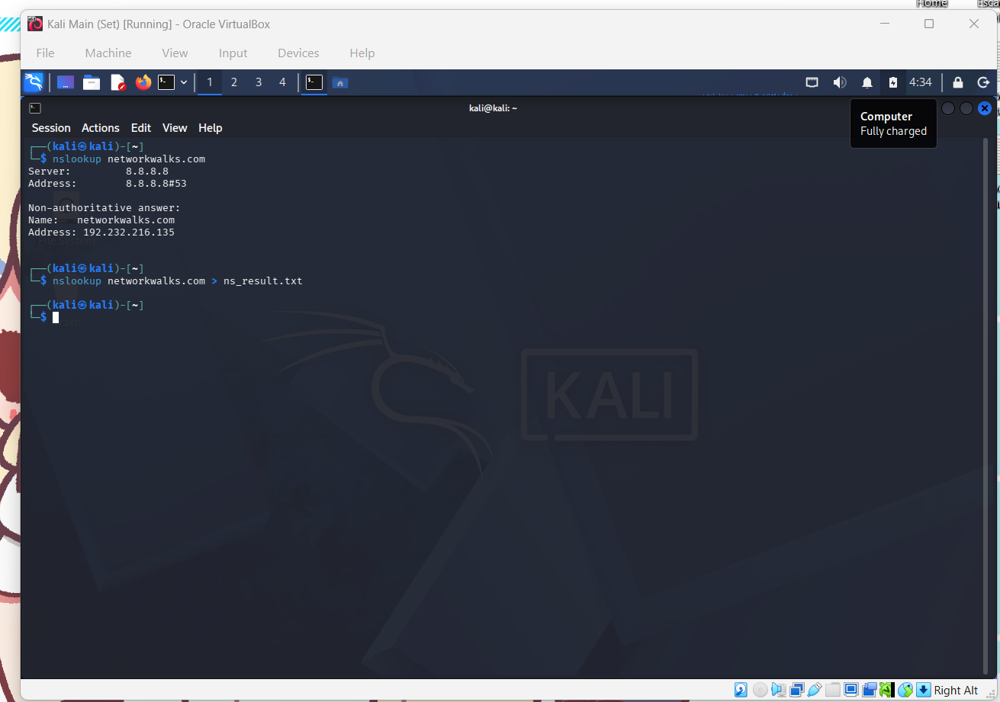 Home
Kali Main (Set) [Running] - Oracle VirtualBox
File Machine View Input Devices Help
1 2 3 4 4:34
kali@kali: ~
Computer
Fully charged
Session Actions Edit View Help
┌──(kali㉿kali)-[~]
└─$ nslookup networkwalks.com
Server: 8.8.8.8
Address: 8.8.8.8#53
Non-authoritative answer:
Name: networkwalks.com
Address: 192.232.216.135
File System
┌──(kali㉿kali)-[~]
└─$ nslookup networkwalks.com > ns_result.txt
┌──(kali㉿kali)-[~]
└─$
KALI
Right Alt